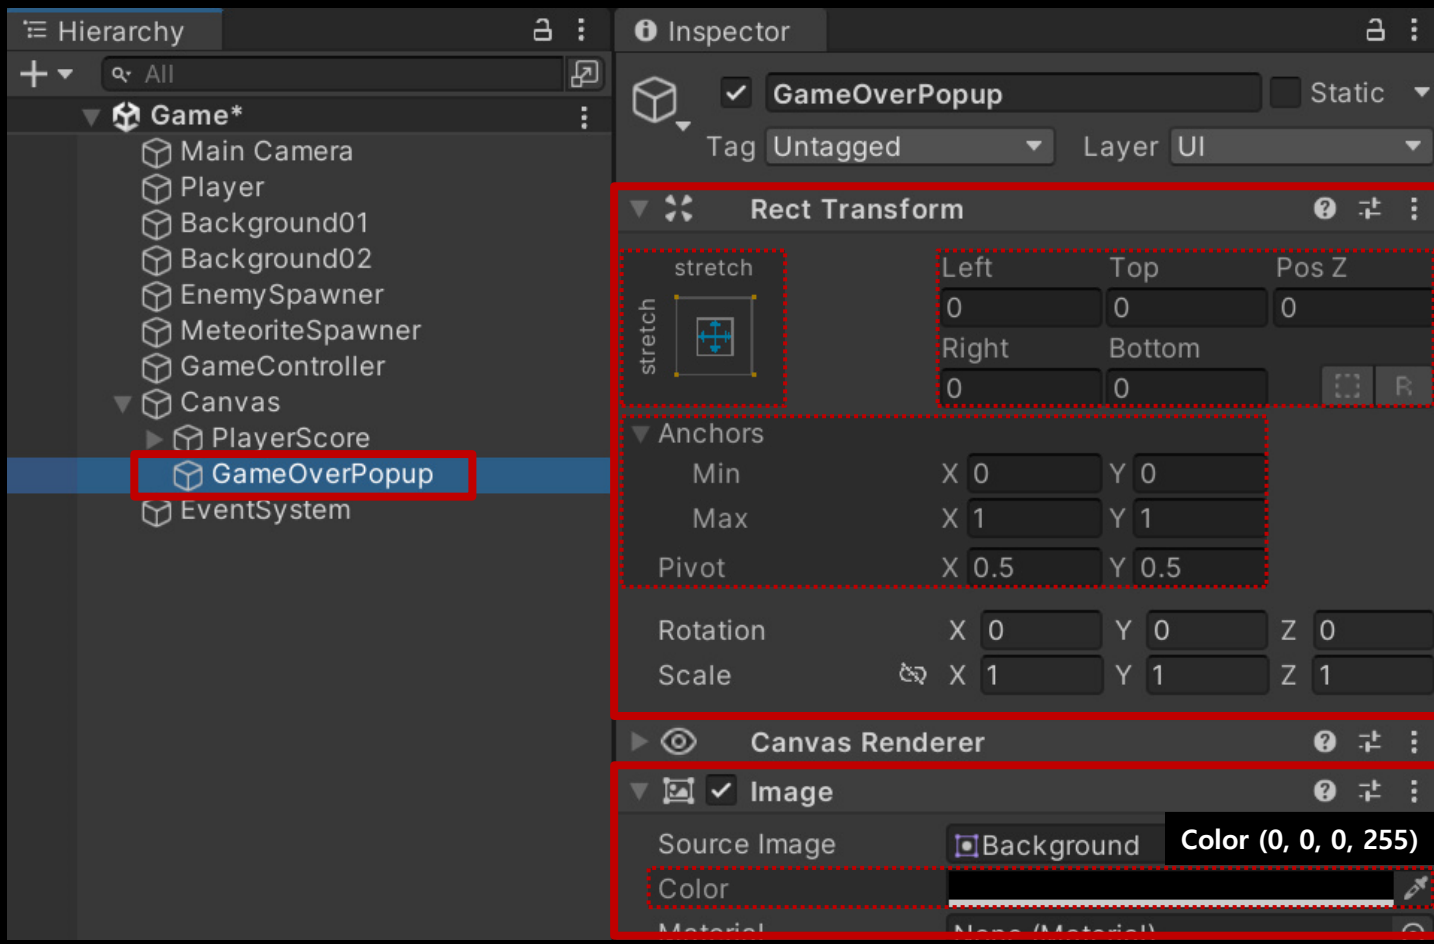 Hierarchy
All
Game*
Main Camera
Player
Background01
Background02
EnemySpawner
MeteoriteSpawner
GameController
Canvas
PlayerScore
GameOverPopup
EventSystem
Inspector
GameOverPopup
Static
Tag Untagged Layer UI
Rect Transform
stretch
stretch
Left Top Pos Z
0 0 0
Right Bottom
0 0 R
Anchors
Min X 0 Y 0
Max X 1 Y 1
Pivot X 0.5 Y 0.5
Rotation X 0 Y 0 Z 0
Scale X 1 Y 1 Z 1
Canvas Renderer
Image
Source Image Background
Color (0, 0, 0, 255)
Color
Material None (Material)